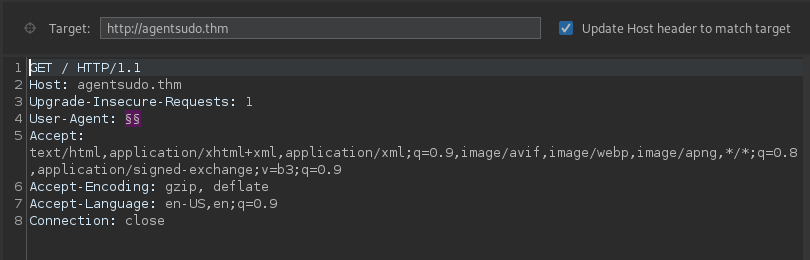 Target: http://agentsudo.thm Update Host header to match target
1 GET / HTTP/1.1
2 Host: agentsudo.thm
3 Upgrade-Insecure-Requests: 1
4 User-Agent: §§
5 Accept:
text/html,application/xhtml+xml,application/xml;q=0.9,image/avif,image/webp,image/apng,*/*;q=0.8
,application/signed-exchange;v=b3;q=0.9
6 Accept-Encoding: gzip, deflate
7 Accept-Language: en-US,en;q=0.9
8 Connection: close